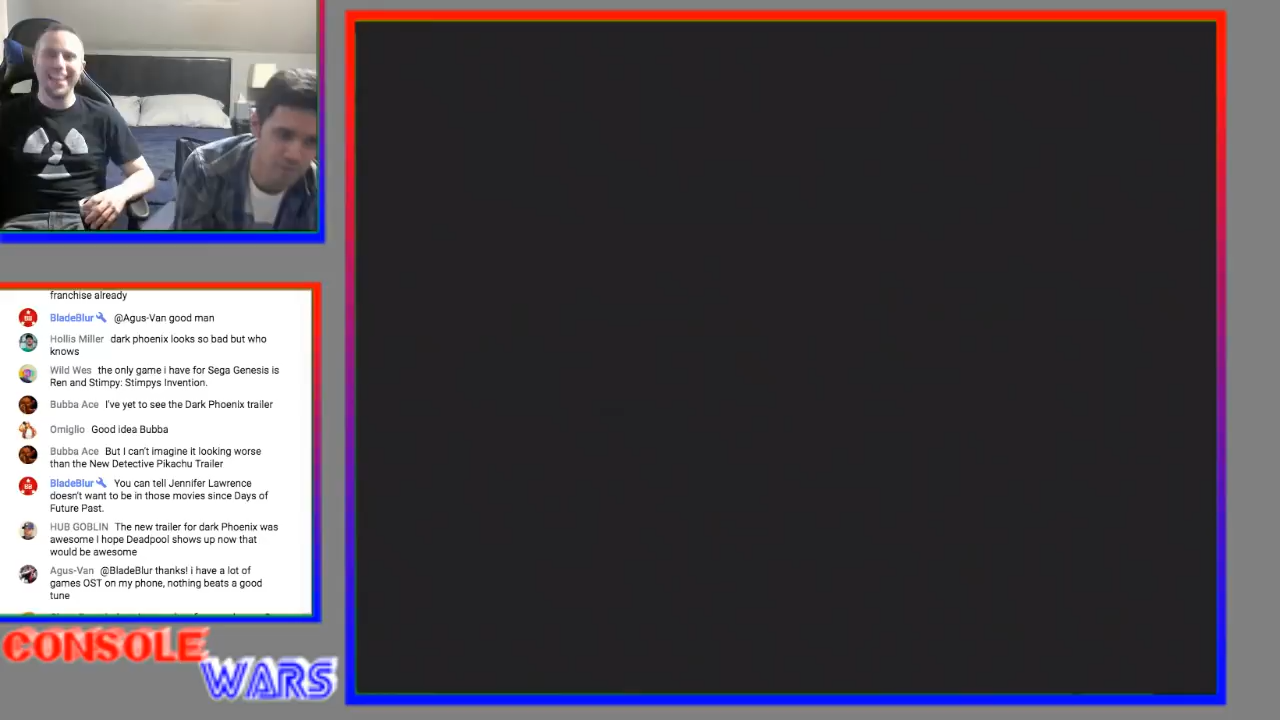 franchise already
BladeBlur @Agus-Van good man
Hollis Miller dark phoenix looks so bad but who
knows
Wild Wes the only game i have for Sega Genesis is
Ren and Stimpy: Stimpys Invention.
Bubba Ace I've yet to see the Dark Phoenix trailer
Omiglio Good idea Bubba
Bubba Ace But I can't imagine it looking worse
than the New Detective Pikachu Trailer
BladeBlur You can tell Jennifer Lawrence
doesn't want to be in those movies since Days of
Future Past.
HUB GOBLIN The new trailer for dark Phoenix was
awesome I hope Deadpool shows up now that
would be awesome
Agus-Van @BladeBlur thanks! i have a lot of
games OST on my phone, nothing beats a good
tune
CONSOLE
WARS